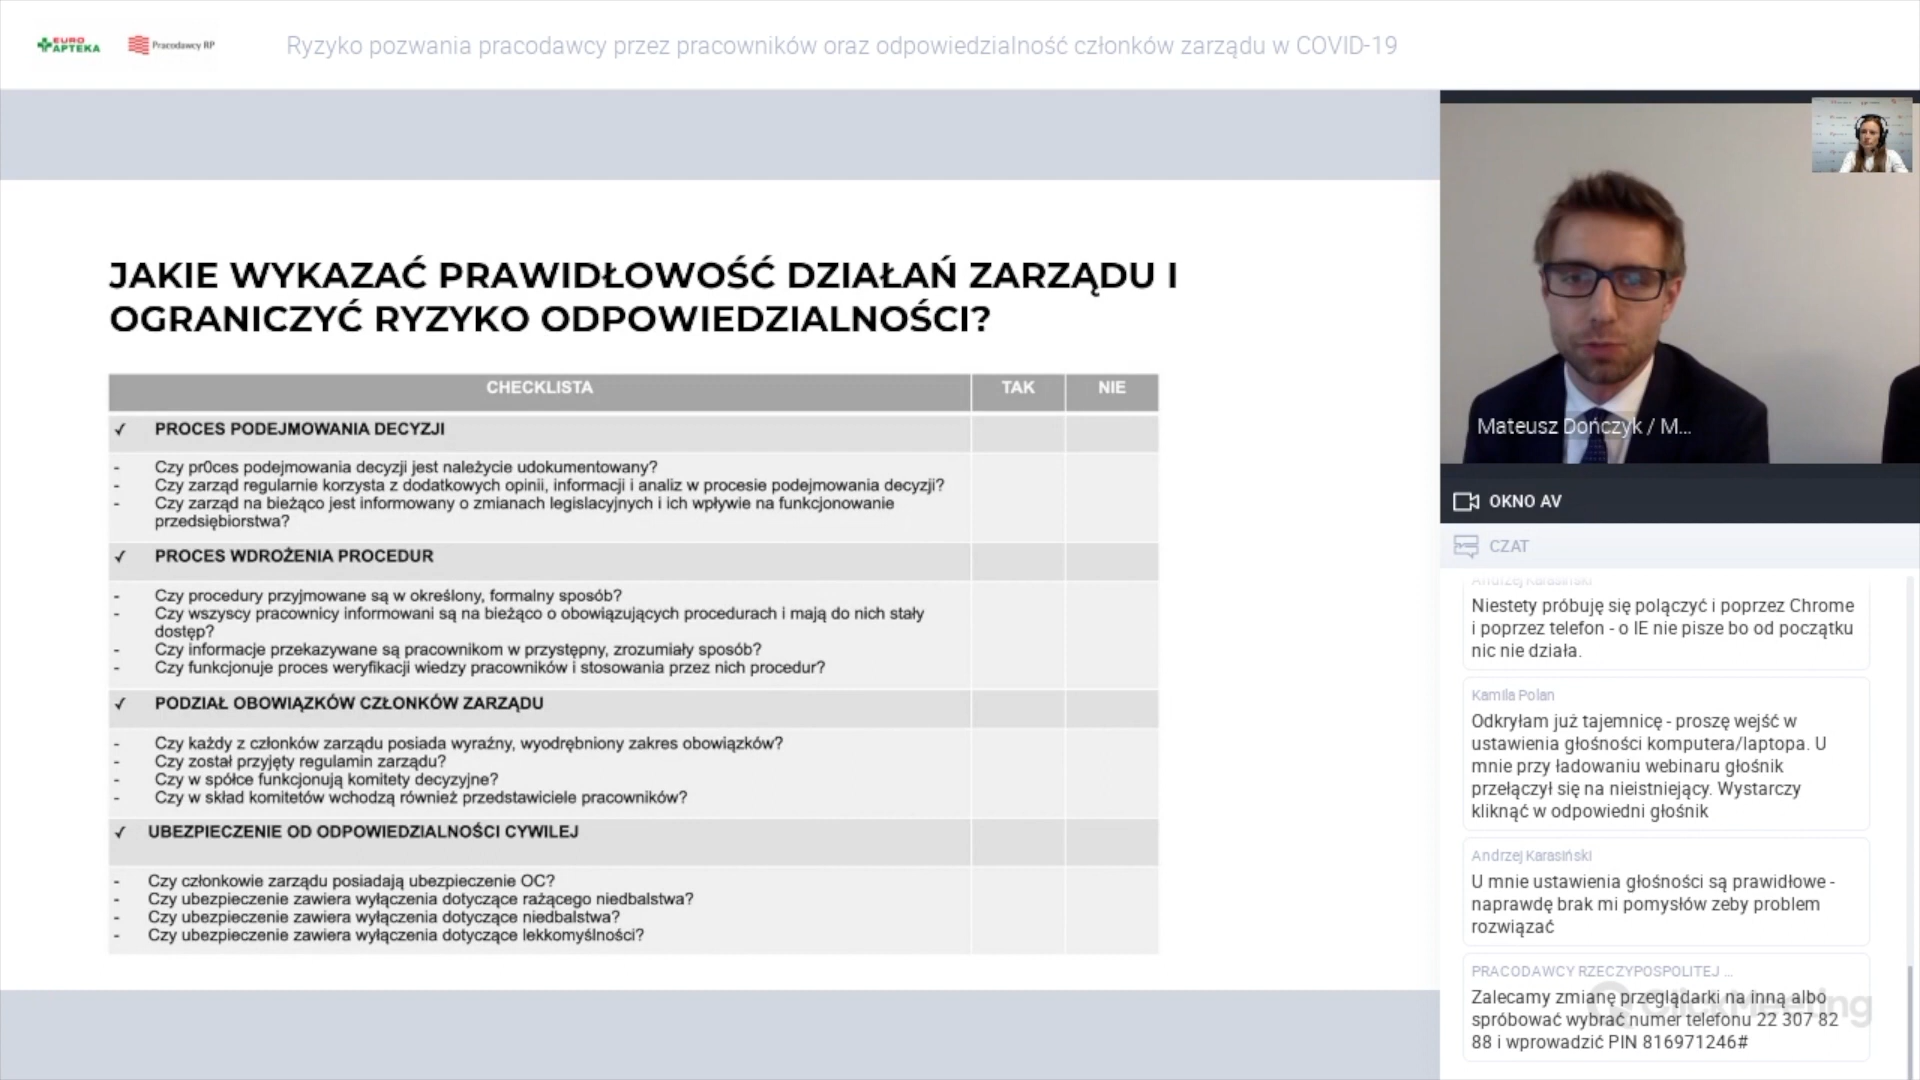 EURO
APTEKA
Pracodawcy RP
Ryzyko pozwania pracodawcy przez pracowników oraz odpowiedzialność członków zarządu w COVID-19
JAKIE WYKAZAĆ PRAWIDŁOWOŚĆ DZIAŁAŃ ZARZĄDU I
OGRANICZYĆ RYZYKO ODPOWIEDZIALNOŚCI?
CHECKLISTA TAK NIE
✓ PROCES PODEJMOWANIA DECYZJI
- Czy pr0ces podejmowania decyzji jest należycie udokumentowany?
- Czy zarząd regularnie korzysta z dodatkowych opinii, informacji i analiz w procesie podejmowania decyzji?
- Czy zarząd na bieżąco jest informowany o zmianach legislacyjnych i ich wpływie na funkcjonowanie
przedsiębiorstwa?
✓ PROCES WDROŻENIA PROCEDUR
- Czy procedury przyjmowane są w określony, formalny sposób?
- Czy wszyscy pracownicy informowani są na bieżąco o obowiązujących procedurach i mają do nich stały
dostęp?
- Czy informacje przekazywane są pracownikom w przystępny, zrozumiały sposób?
- Czy funkcjonuje proces weryfikacji wiedzy pracowników i stosowania przez nich procedur?
✓ PODZIAŁ OBOWIĄZKÓW CZŁONKÓW ZARZĄDU
- Czy każdy z członków zarządu posiada wyraźny, wyodrębniony zakres obowiązków?
- Czy został przyjęty regulamin zarządu?
- Czy w spółce funkcjonują komitety decyzyjne?
- Czy w skład komitetów wchodzą również przedstawiciele pracowników?
✓ UBEZPIECZENIE OD ODPOWIEDZIALNOŚCI CYWILEJ
- Czy członkowie zarządu posiadają ubezpieczenie OC?
- Czy ubezpieczenie zawiera wyłączenia dotyczące rażącego niedbalstwa?
- Czy ubezpieczenie zawiera wyłączenia dotyczące niedbalstwa?
- Czy ubezpieczenie zawiera wyłączenia dotyczące lekkomyślności?
Mateusz Dończyk / M...
OKNO AV
CZAT
Andrzej Karasiński
Niestety próbuję się polączyć i poprzez Chrome
i poprzez telefon - o IE nie pisze bo od początku
nic nie działa.
Kamila Polan
Odkryłam już tajemnicę - proszę wejść w
ustawienia głośności komputera/laptopa. U
mnie przy ładowaniu webinaru głośnik
przełączył się na nieistniejący. Wystarczy
kliknąć w odpowiedni głośnik
Andrzej Karasiński
U mnie ustawienia głośności są prawidłowe -
naprawdę brak mi pomysłów zeby problem
rozwiązać
PRACODAWCY RZECZYPOSPOLITEJ ...
Zalecamy zmianę przeglądarki na inną albo
spróbować wybrać numer telefonu 22 307 82
88 i wprowadzić PIN 816971246#
ClickMeeting